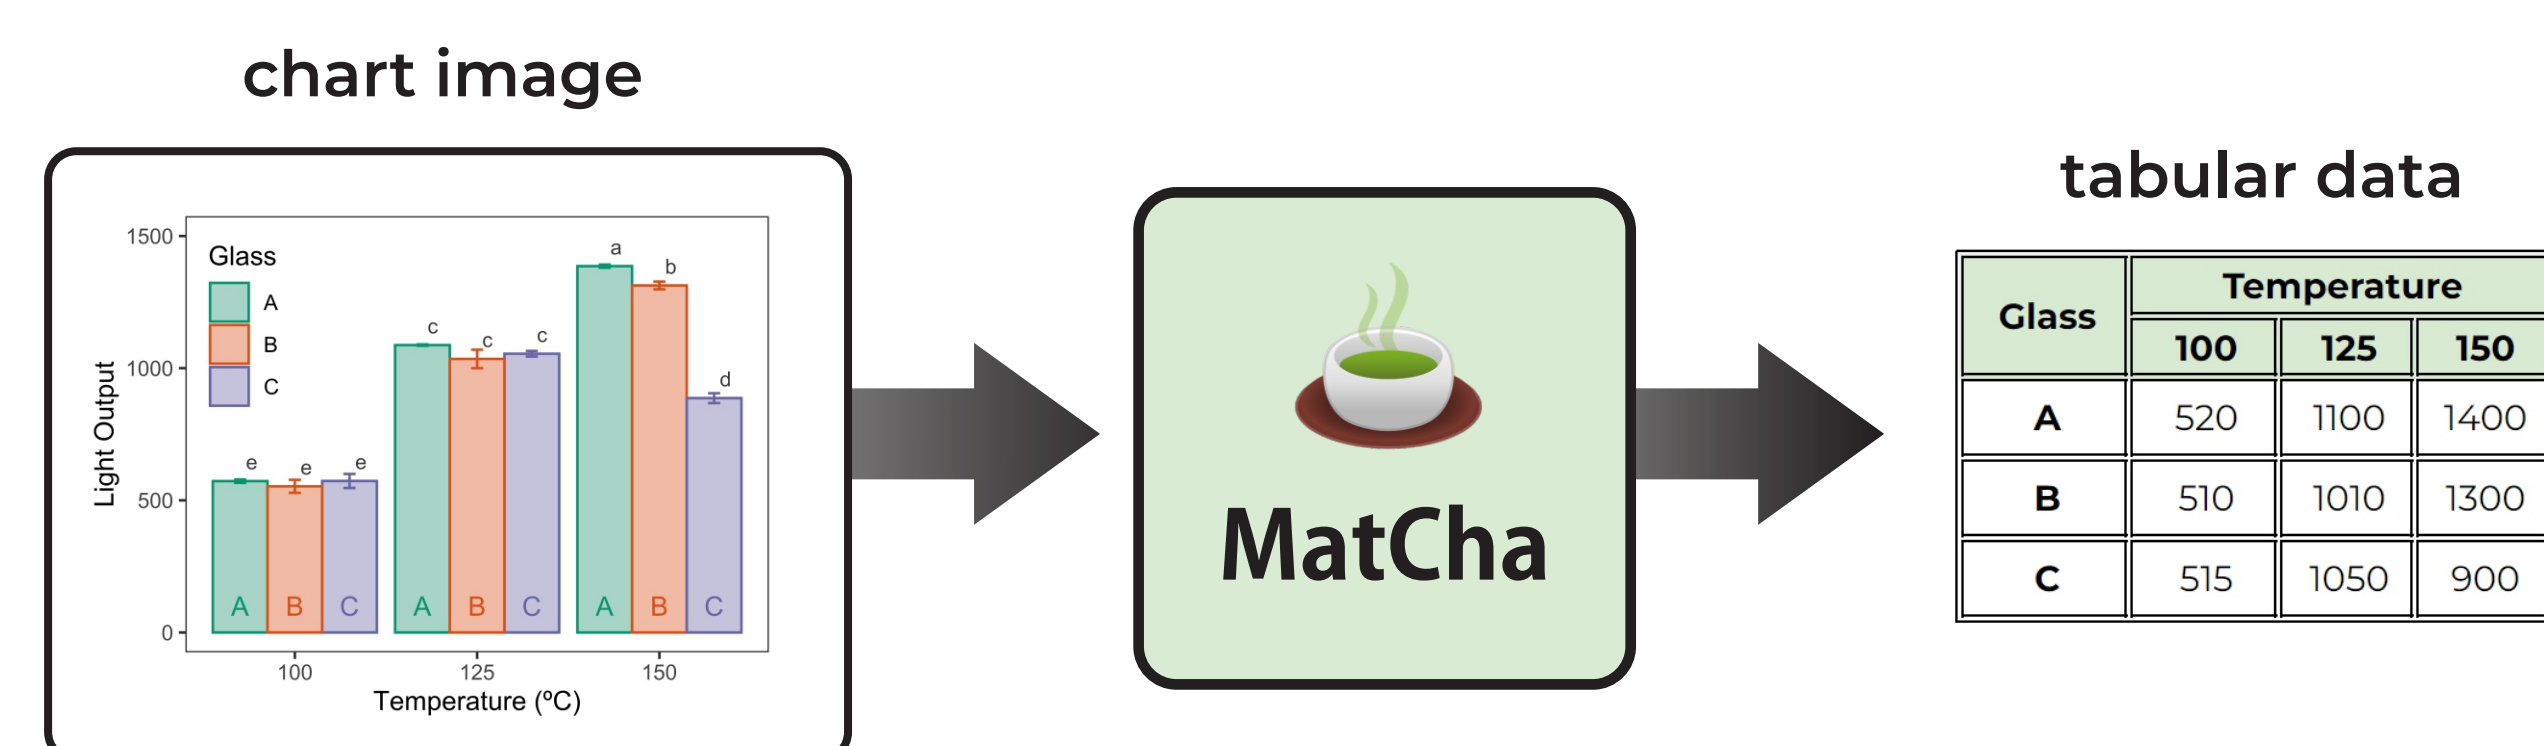 chart image
1500
1000
500
0
Light Output
Glass
A
B
C
e e e
c c c
a b d
A B C A B C A B C
100 125 150
Temperature (ºC)
MatCha
tabular data
Glass Temperature
100 125 150
A 520 1100 1400
B 510 1010 1300
C 515 1050 900